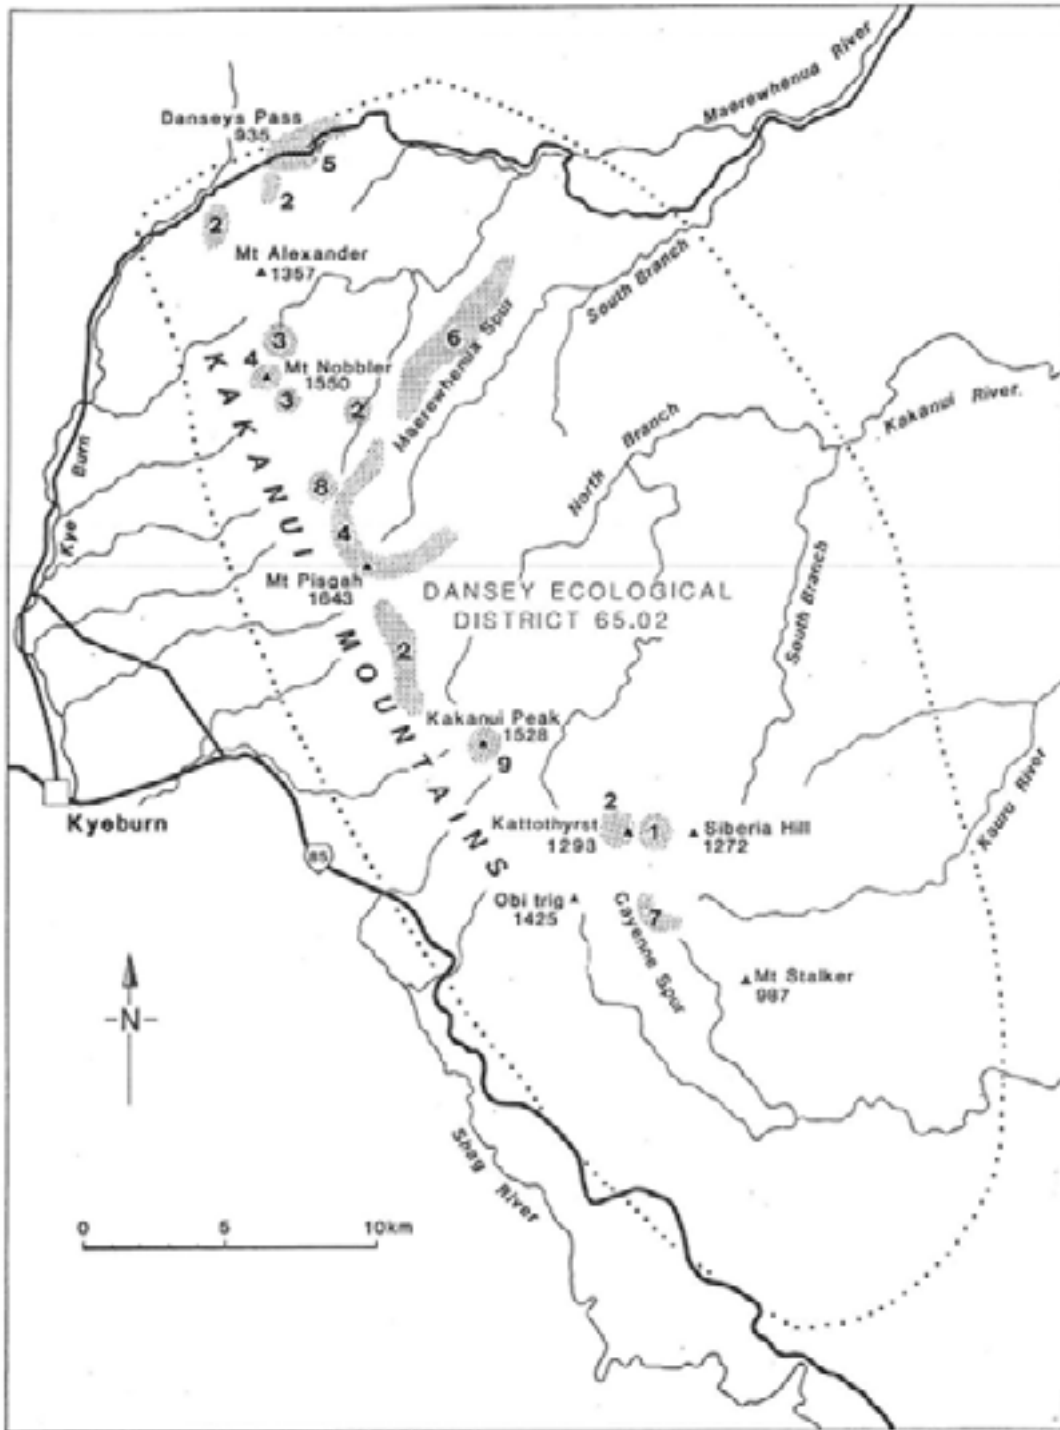 Maerewhenua River
Danseys Pass
935
5
2
2
Mt Alexander
1357
South Branch
6
3
4
Mt Nobbler
1550
3
2
Maerewhenua Spur
KAKANUI MOUNTAINS
Kye Burn
North Branch
Kakanui River.
8
4
Mt Pisgah
1643
DANSEY ECOLOGICAL
DISTRICT 65.02
South Branch
2
Kakanui Peak
1528
9
Kyeburn
85
2
Kattothyrst
1293
1
Siberia Hill
1272
Kauru River
Obi trig
1425
7
Cayenne Spur
Mt Stalker
987
-N-
Shag River
0 5 10km